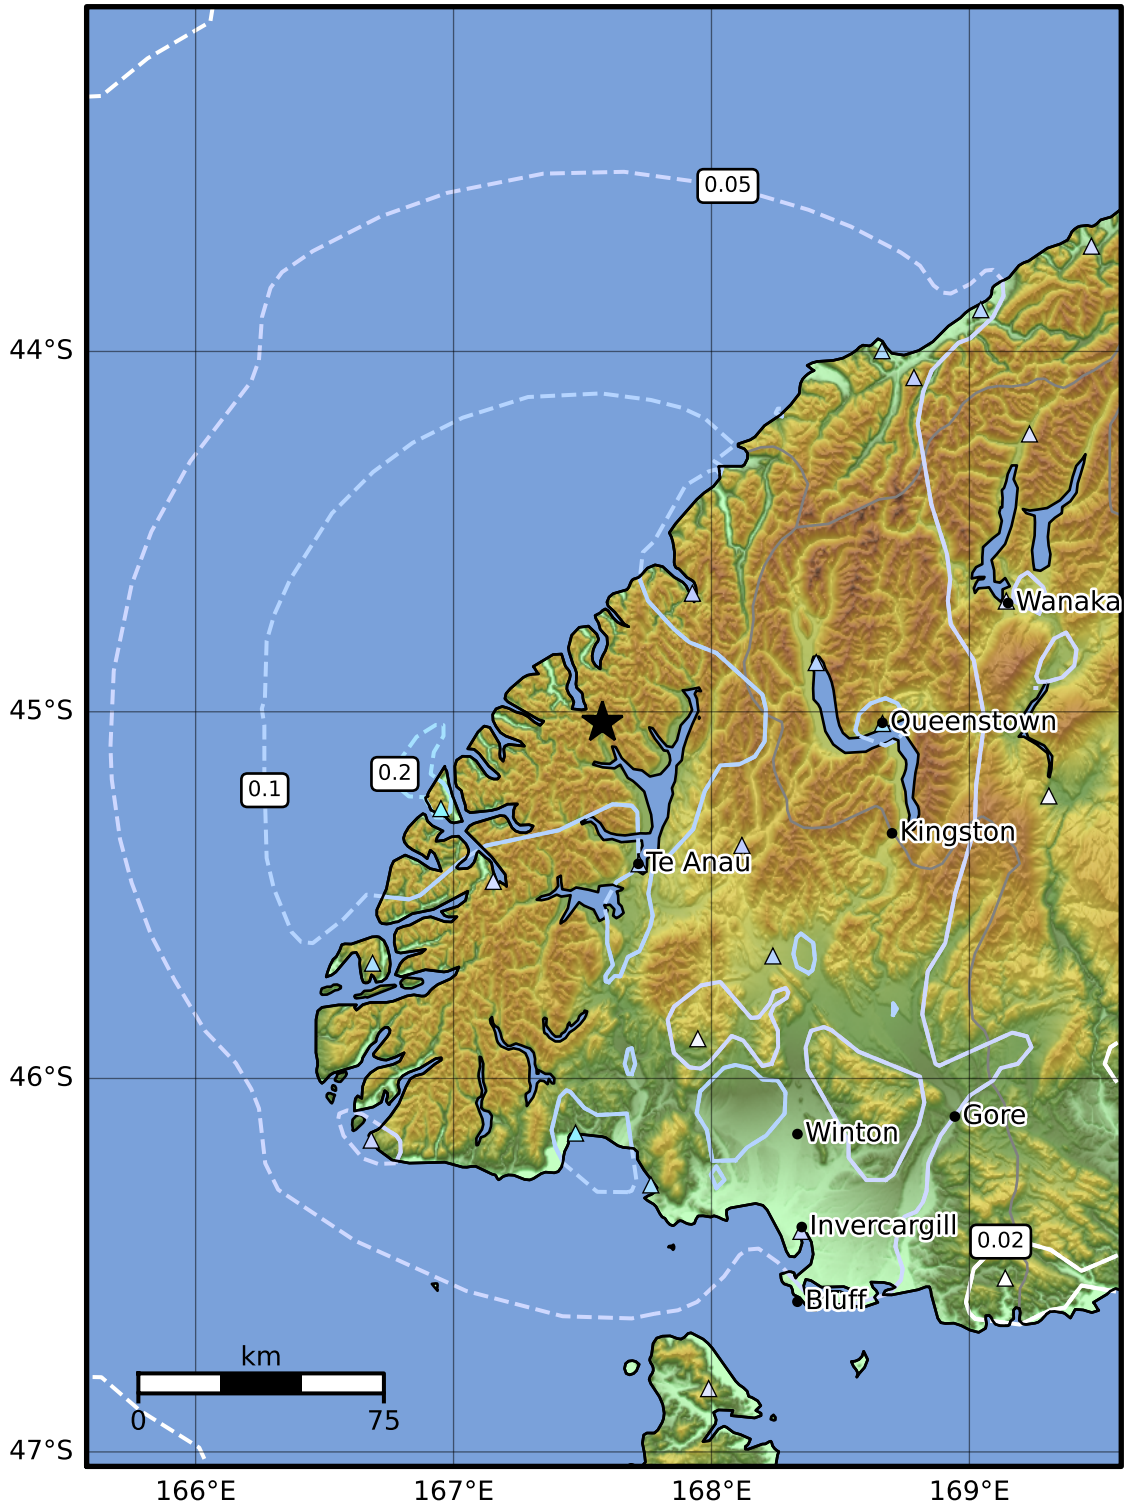 0.05
44°S
Wanaka
45°S
Queenstown
0.2
0.1
Kingston
Te Anau
46°S
Gore
Winton
Invercargill
0.02
Bluff
km
0 75
47°S
166°E 167°E 168°E 169°E